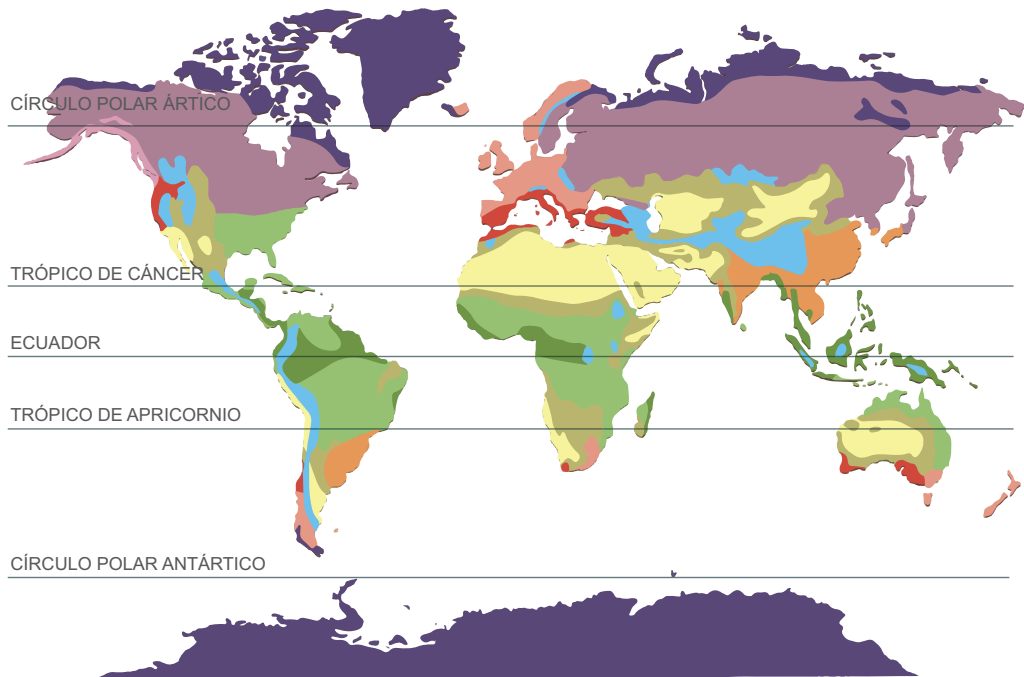 CÍRCULO POLAR ÁRTICO
TRÓPICO DE CÁNCER
ECUADOR
TRÓPICO DE APRICORNIO
CÍRCULO POLAR ANTÁRTICO